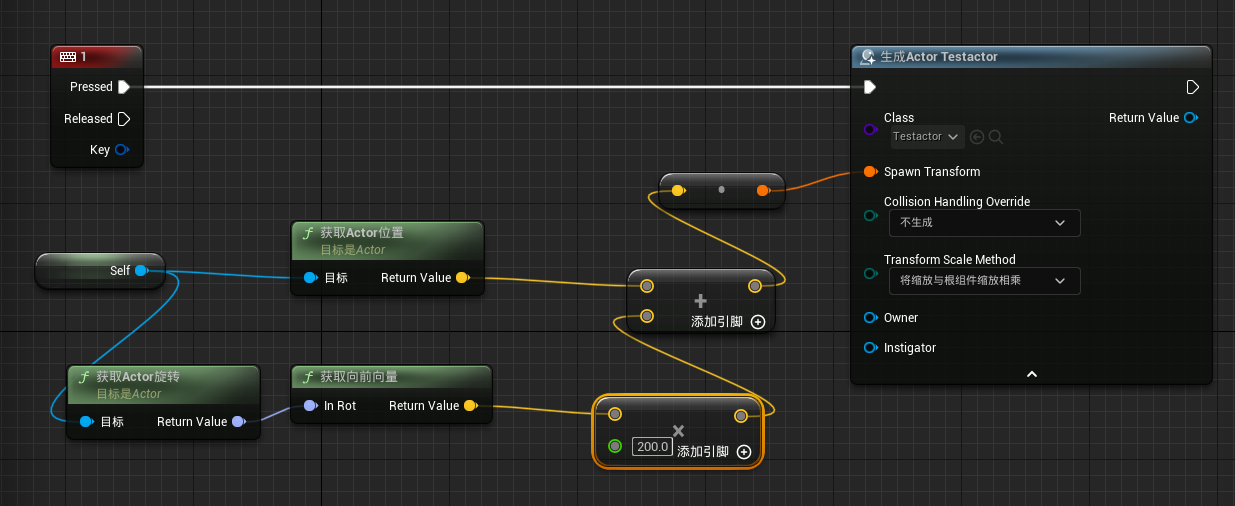 1
Pressed
Released
Key
生成Actor Testactor
Class
Testactor
Return Value
Spawn Transform
Collision Handling Override
不生成
Transform Scale Method
将缩放与根组件缩放相乘
Owner
Instigator
Self
获取Actor位置
目标是Actor
目标
Return Value
+
添加引脚
获取Actor旋转
目标是Actor
目标
Return Value
获取向前向量
In Rot
Return Value
×
200.0
添加引脚